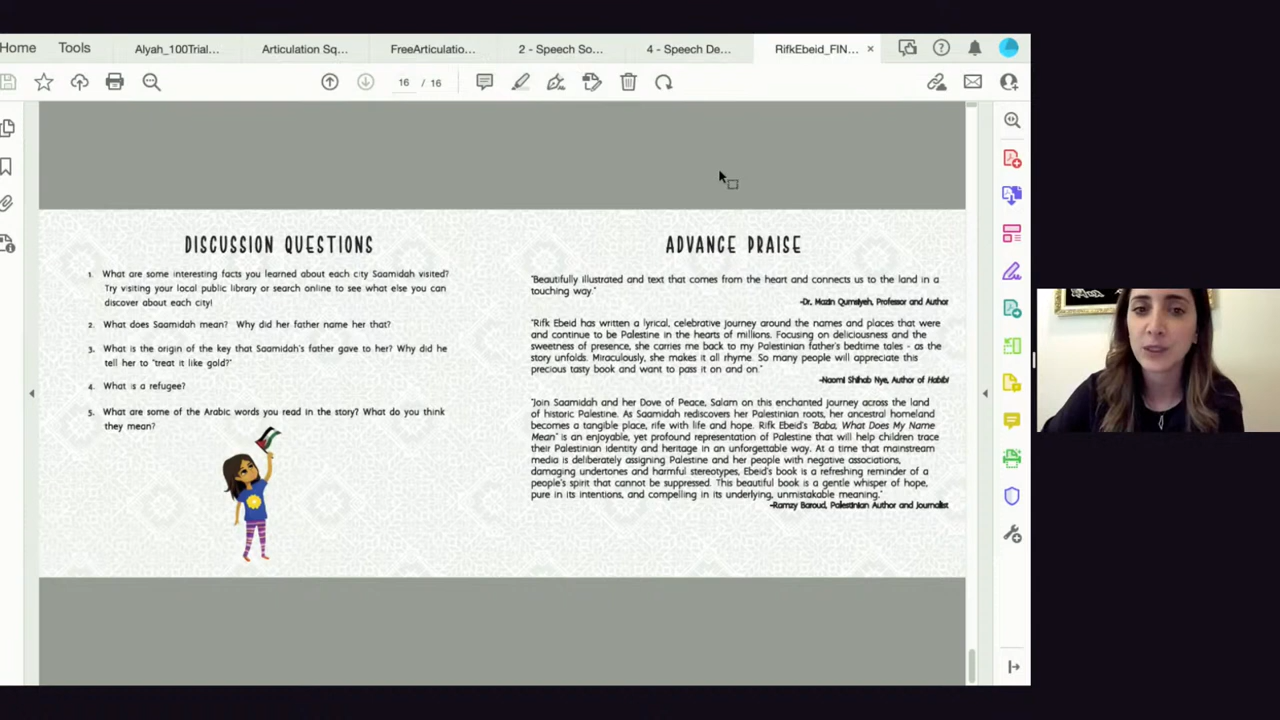 Home
Tools
Alyah_100Trial...
Articulation Sq...
FreeArticulatio...
2 - Speech So...
4 - Speech De...
RifkEbeid_FIN...
16 / 16
DISCUSSION QUESTIONS
1. What are some interesting facts you learned about each city Saamidah visited?
Try visiting your local public library or search online to see what else you can
discover about each city!
2. What does Saamidah mean? Why did her father name her that?
3. What is the origin of the key that Saamidah's father gave to her? Why did he
tell her to "treat it like gold?"
4. What is a refugee?
5. What are some of the Arabic words you read in the story? What do you think
they mean?
ADVANCE PRAISE
"Beautifully illustrated and text that comes from the heart and connects us to the land in a
touching way."
-Dr. Mazin Qumsiyeh, Professor and Author
"Rifk Ebeid has written a lyrical, celebrative journey around the names and places that were
and continue to be Palestine in the hearts of millions. Focusing on deliciousness and the
sweetness of presence, she carries me back to my Palestinian father's bedtime tales - as the
story unfolds. Miraculously, she makes it all rhyme. So many people will appreciate this
precious tasty book and want to pass it on and on."
-Naomi Shihab Nye, Author of Habibi
"Join Saamidah and her Dove of Peace, Salam on this enchanted journey across the land
of historic Palestine. As Saamidah rediscovers her Palestinian roots, her ancestral homeland
becomes a tangible place, rife with life and hope. Rifk Ebeid's "Baba, What Does My Name
Mean" is an enjoyable, yet profound representation of Palestine that will help children trace
their Palestinian identity and heritage in an unforgettable way. At a time that mainstream
media is deliberately assigning Palestine and her people with negative associations,
damaging undertones and harmful stereotypes, Ebeid's book is a refreshing reminder of a
people's spirit that cannot be suppressed. This beautiful book is a gentle whisper of hope,
pure in its intentions, and compelling in its underlying, unmistakable meaning."
-Ramzy Baroud, Palestinian Author and Journalist